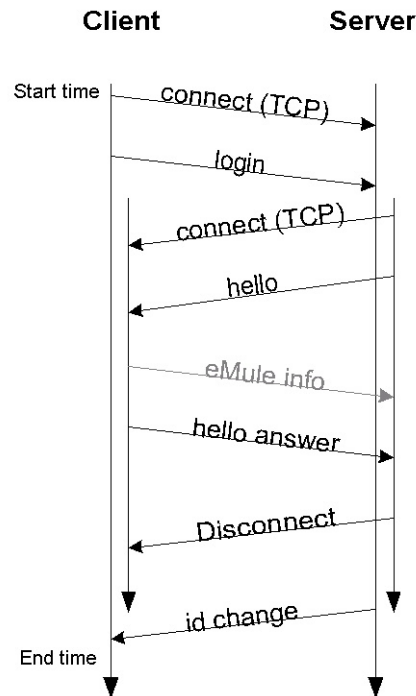 Client
Server
Start time
connect (TCP)
login
connect (TCP)
hello
eMule info
hello answer
Disconnect
id change
End time